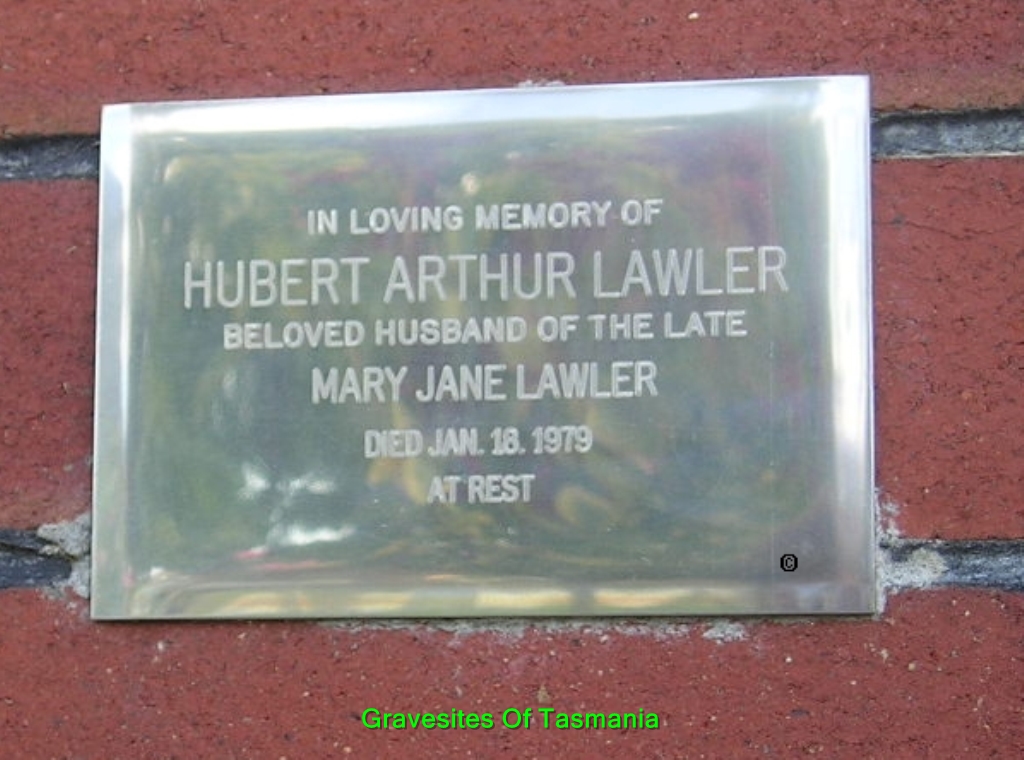 IN LOVING MEMORY OF
HUBERT ARTHUR LAWLER
BELOVED HUSBAND OF THE LATE
MARY JANE LAWLER
DIED JAN. 18. 1979
AT REST
©
Gravesites Of Tasmania